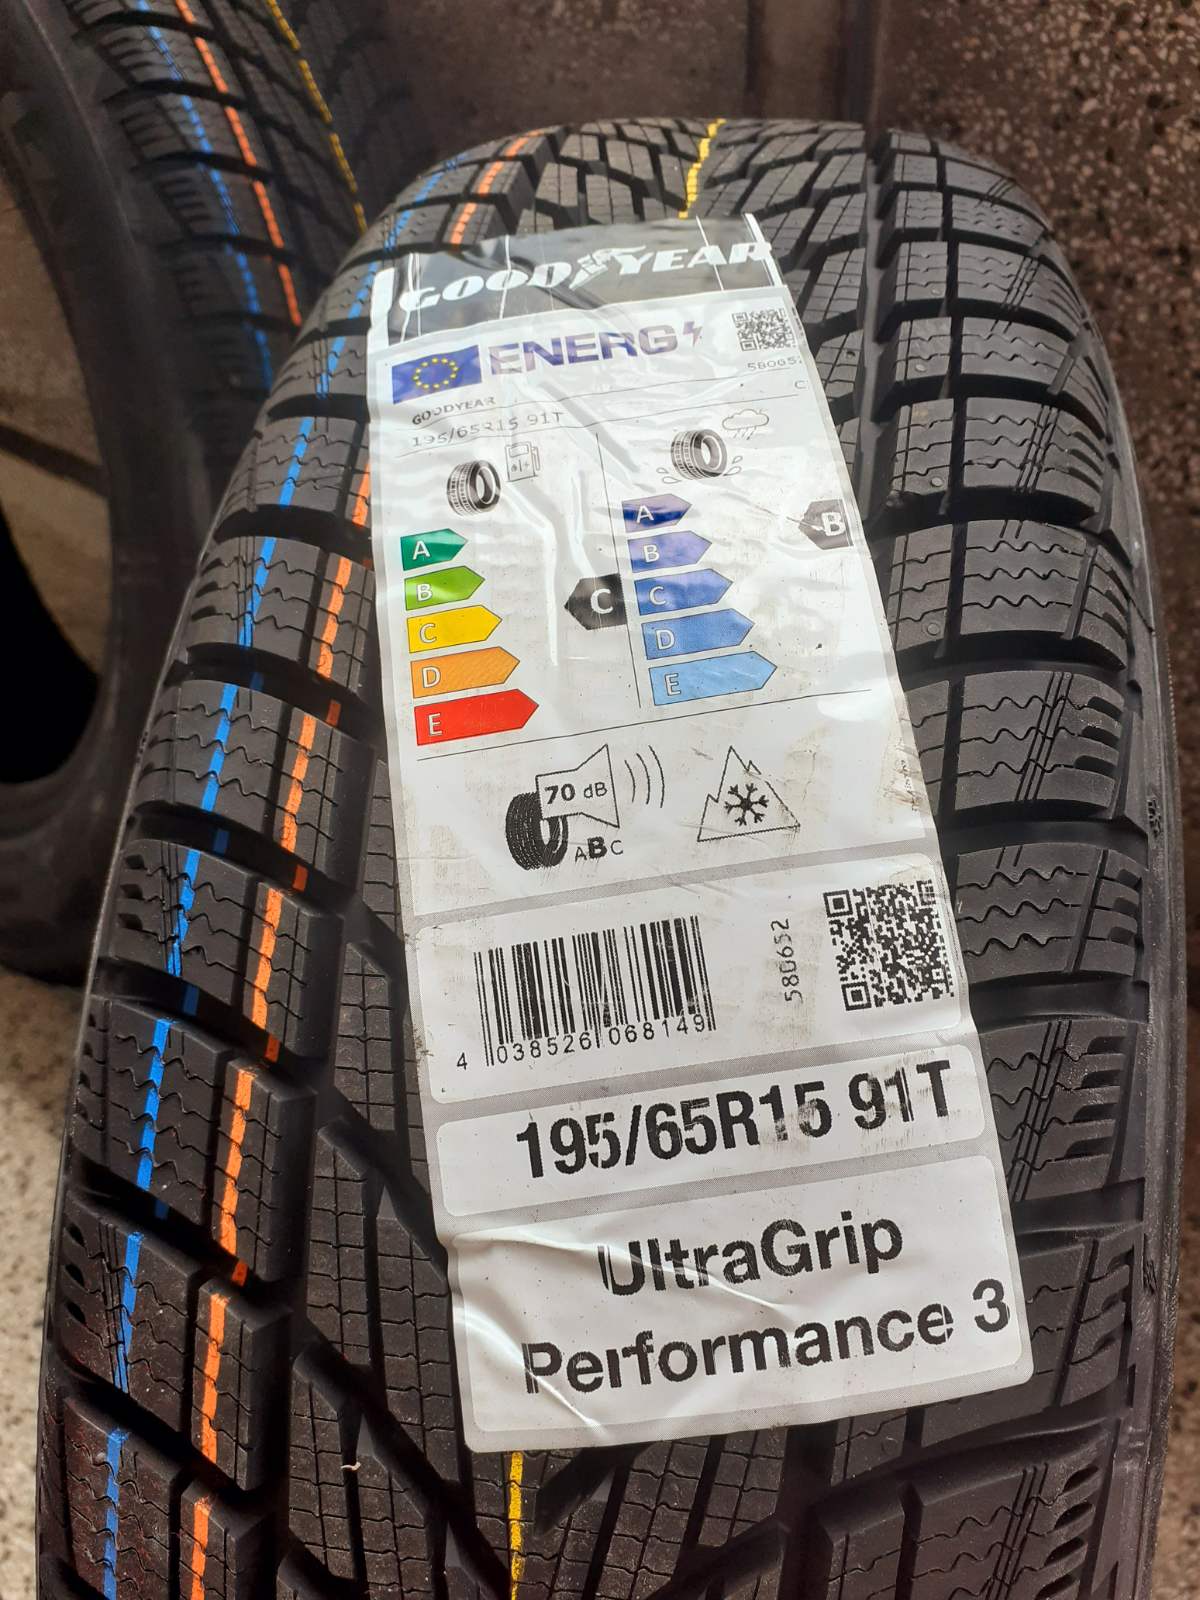 GOODYEAR
ENERG
580652
GOODYEAR
195/65R15 91T
C
A
B
C
D
E
C
A
B
C
D
E
B
70 dB
ABC
4 038526 068149
580652
195/65R15 91T
UltraGrip
Performance 3